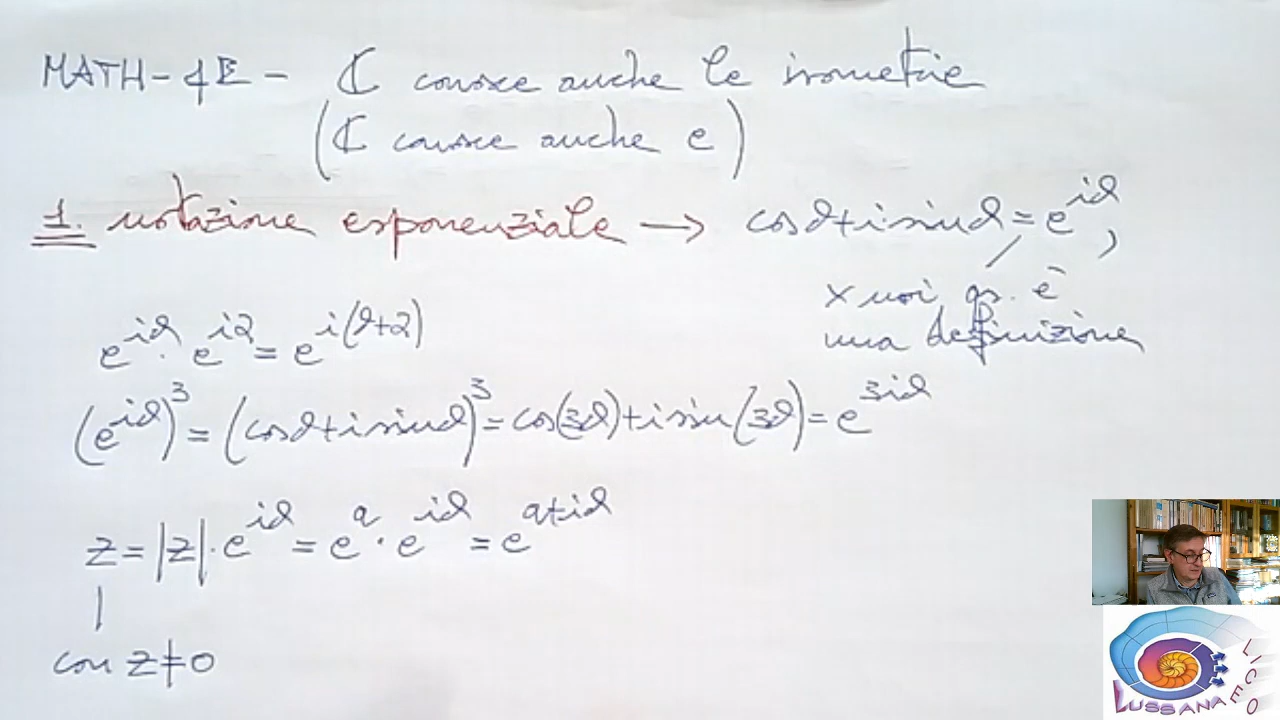 MATH-4E- ℂ conosce anche le isometrie
(ℂ conosce anche e)
1. notazione esponenziale → cosϑ+i·sinϑ=e^{iϑ},
x noi qs. è
una definizione
e^{iϑ}·e^{iα}=e^{i(ϑ+α)}
(e^{iϑ})^3=(cosϑ+i sinϑ)^3=cos(3ϑ)+i sin(3ϑ)=e^{3iϑ}
z=|z|·e^{iϑ}=e^a·e^{iϑ}=e^{a+iϑ}
con z≠0
LUSSANA
LICEO